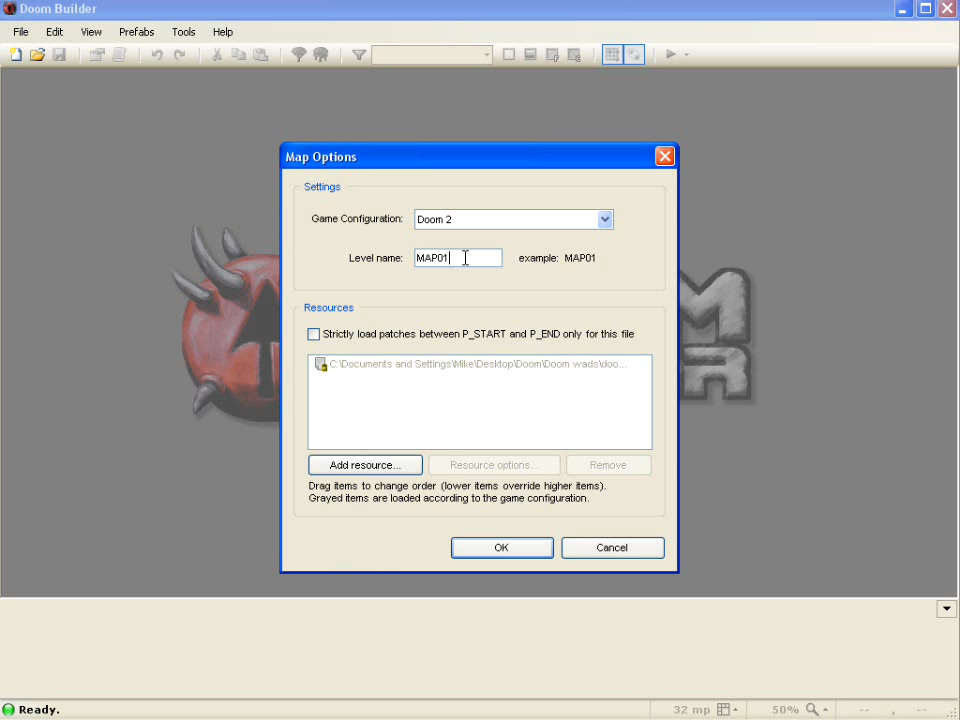 Doom Builder
File Edit View Prefabs Tools Help
Map Options
Settings
Game Configuration: Doom 2
Level name: MAP01 example: MAP01
Resources
Strictly load patches between P_START and P_END only for this file
C:\Documents and Settings\Mike\Desktop\Doom\Doom wads\doo...
Add resource... Resource options... Remove
Drag items to change order (lower items override higher items).
Grayed items are loaded according to the game configuration.
OK Cancel
Ready. 32 mp 50% -- , --